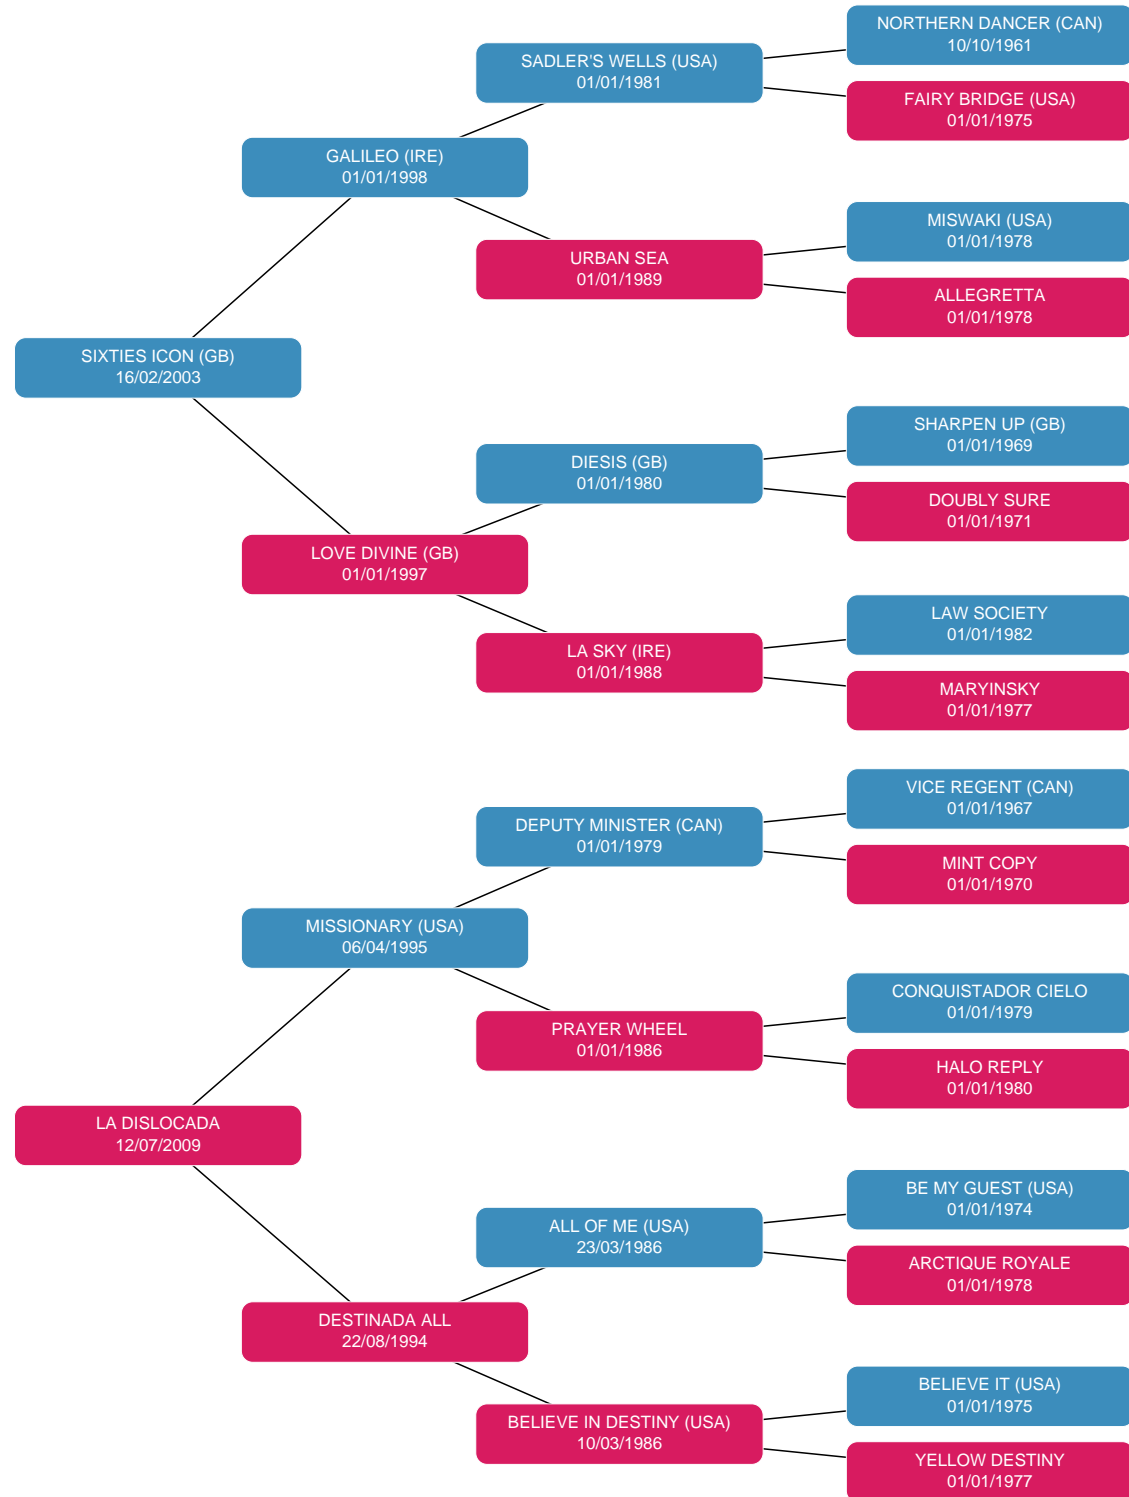 NORTHERN DANCER (CAN)
10/10/1961
SADLER'S WELLS (USA)
01/01/1981
FAIRY BRIDGE (USA)
01/01/1975
GALILEO (IRE)
01/01/1998
MISWAKI (USA)
01/01/1978
URBAN SEA
01/01/1989
ALLEGRETTA
01/01/1978
SIXTIES ICON (GB)
16/02/2003
SHARPEN UP (GB)
01/01/1969
DIESIS (GB)
01/01/1980
DOUBLY SURE
01/01/1971
LOVE DIVINE (GB)
01/01/1997
LAW SOCIETY
01/01/1982
LA SKY (IRE)
01/01/1988
MARYINSKY
01/01/1977
VICE REGENT (CAN)
01/01/1967
DEPUTY MINISTER (CAN)
01/01/1979
MINT COPY
01/01/1970
MISSIONARY (USA)
06/04/1995
CONQUISTADOR CIELO
01/01/1979
PRAYER WHEEL
01/01/1986
HALO REPLY
01/01/1980
LA DISLOCADA
12/07/2009
BE MY GUEST (USA)
01/01/1974
ALL OF ME (USA)
23/03/1986
ARCTIQUE ROYALE
01/01/1978
DESTINADA ALL
22/08/1994
BELIEVE IT (USA)
01/01/1975
BELIEVE IN DESTINY (USA)
10/03/1986
YELLOW DESTINY
01/01/1977